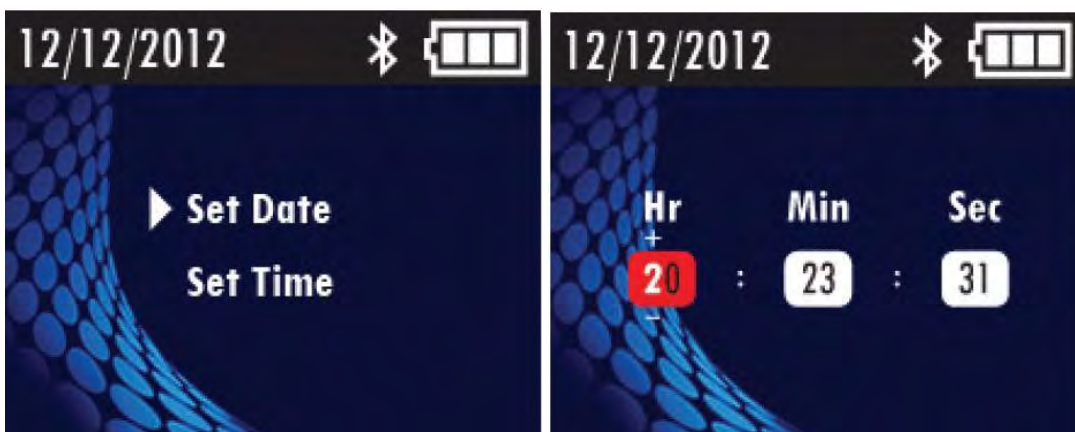 12/12/2012
Set Date
Set Time
12/12/2012
Hr Min Sec
+
20 : 23 : 31
-